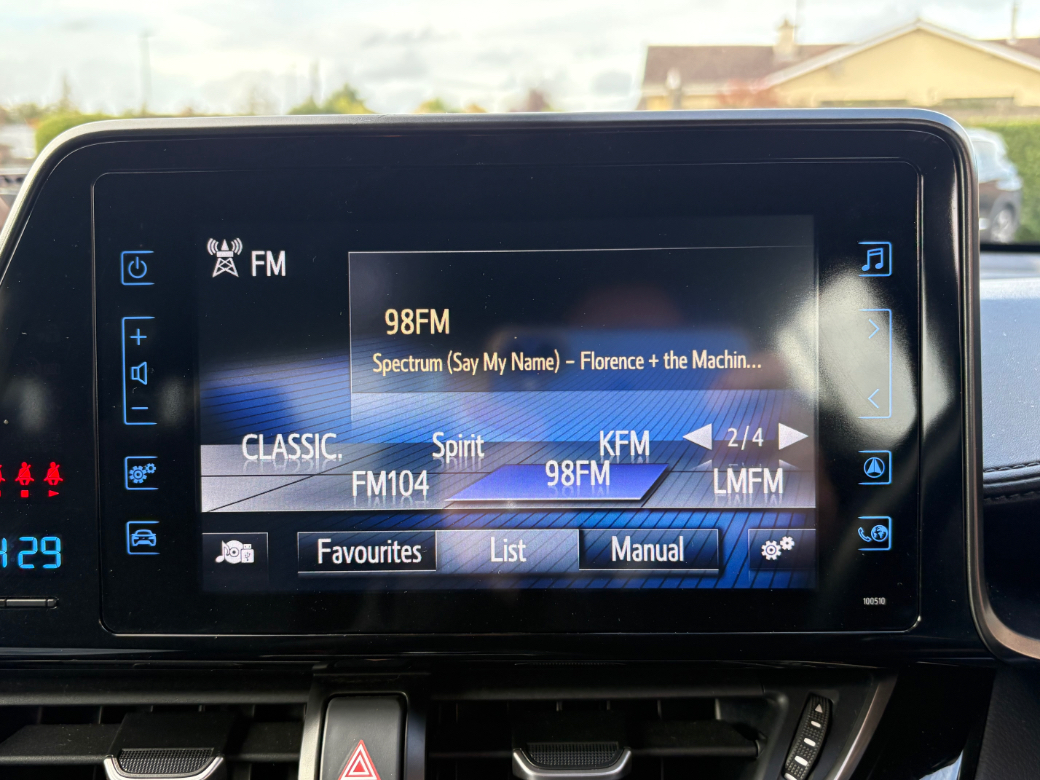 FM
98FM
Spectrum (Say My Name) – Florence + the Machin...
CLASSIC. Spirit KFM 2/4
FM104 98FM LMFM
Favourites List Manual
29
100510